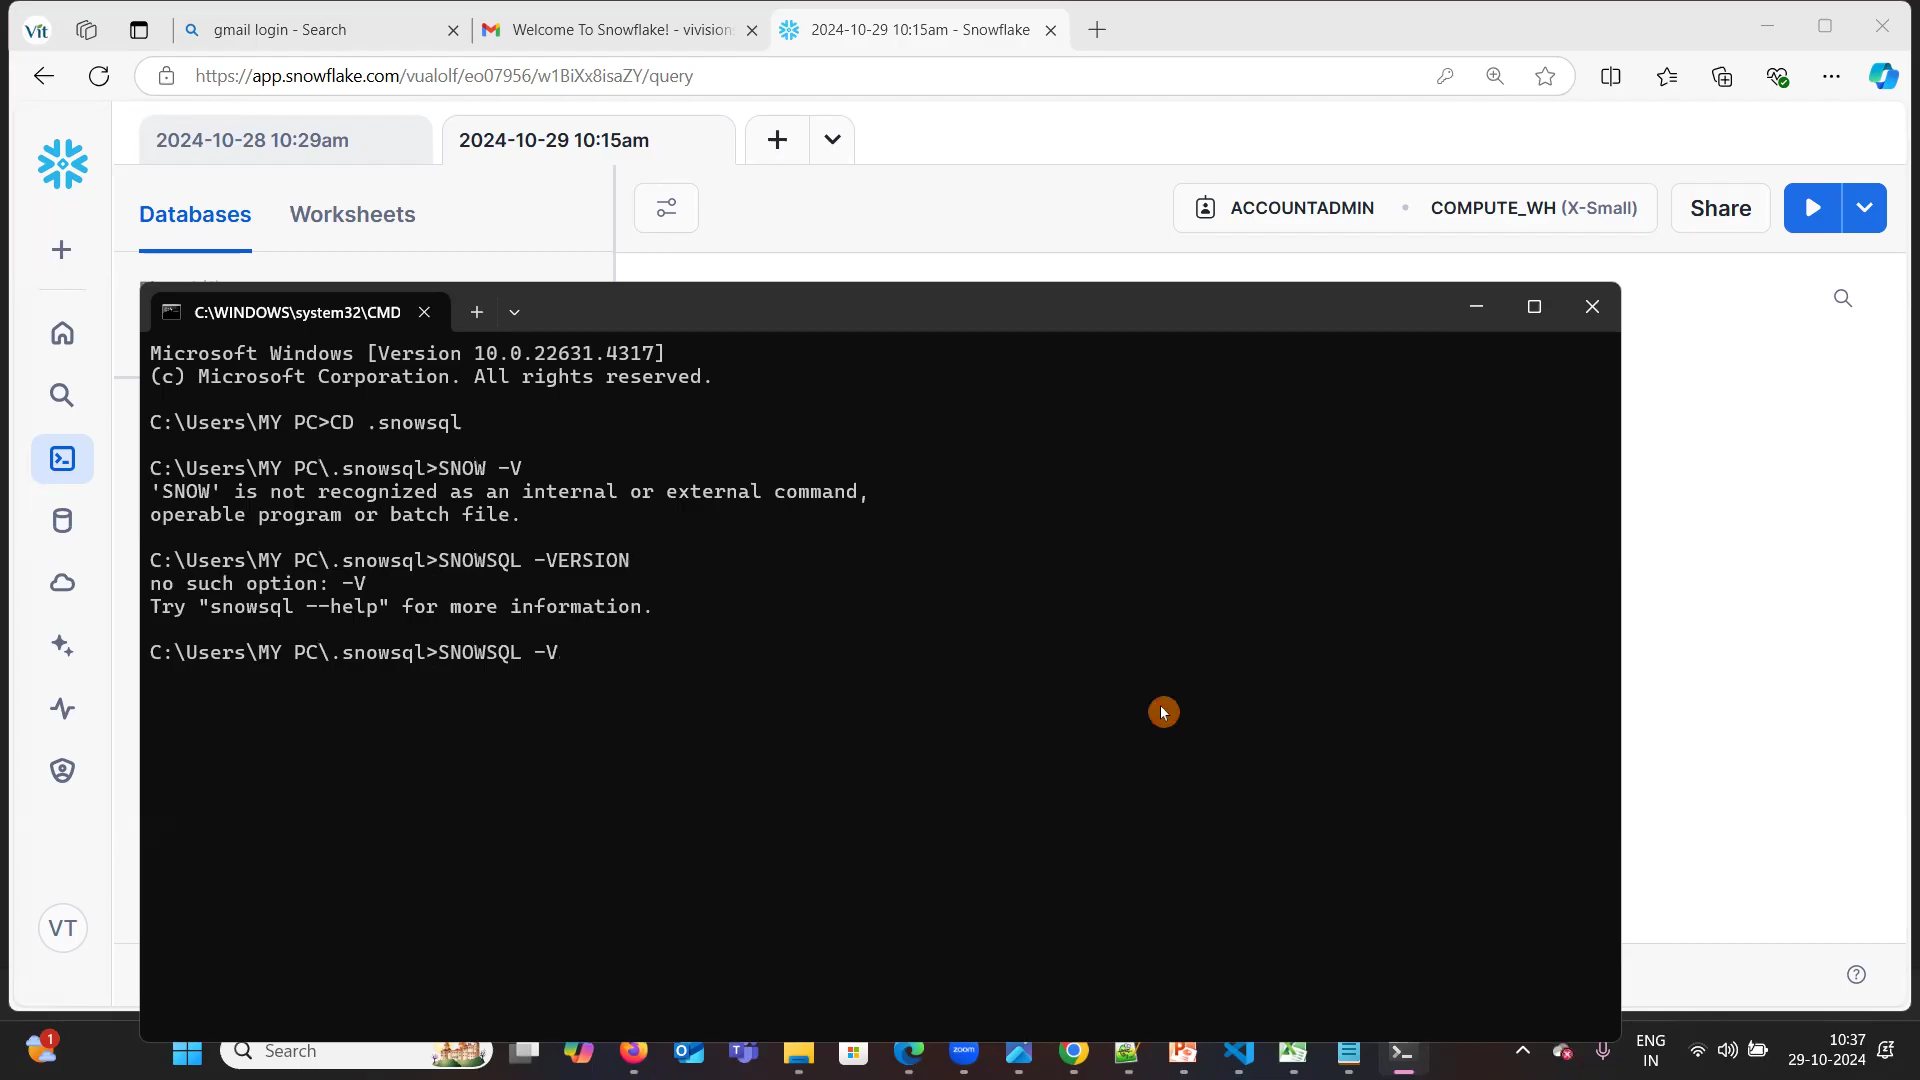 Vit
gmail login - Search
Welcome To Snowflake! - vivision
2024-10-29 10:15am - Snowflake
https://app.snowflake.com/vualolf/eo07956/w1BiXx8isaZY/query
2024-10-28 10:29am
2024-10-29 10:15am
Databases
Worksheets
ACCOUNTADMIN
COMPUTE_WH (X-Small)
Share
C:\WINDOWS\system32\CMD
Microsoft Windows [Version 10.0.22631.4317]
(c) Microsoft Corporation. All rights reserved.
C:\Users\MY PC>CD .snowsql
C:\Users\MY PC\.snowsql>SNOW -V
'SNOW' is not recognized as an internal or external command,
operable program or batch file.
C:\Users\MY PC\.snowsql>SNOWSQL -VERSION
no such option: -V
Try "snowsql --help" for more information.
C:\Users\MY PC\.snowsql>SNOWSQL -V
VT
1
Search
zoom
ENG
IN
10:37
29-10-2024